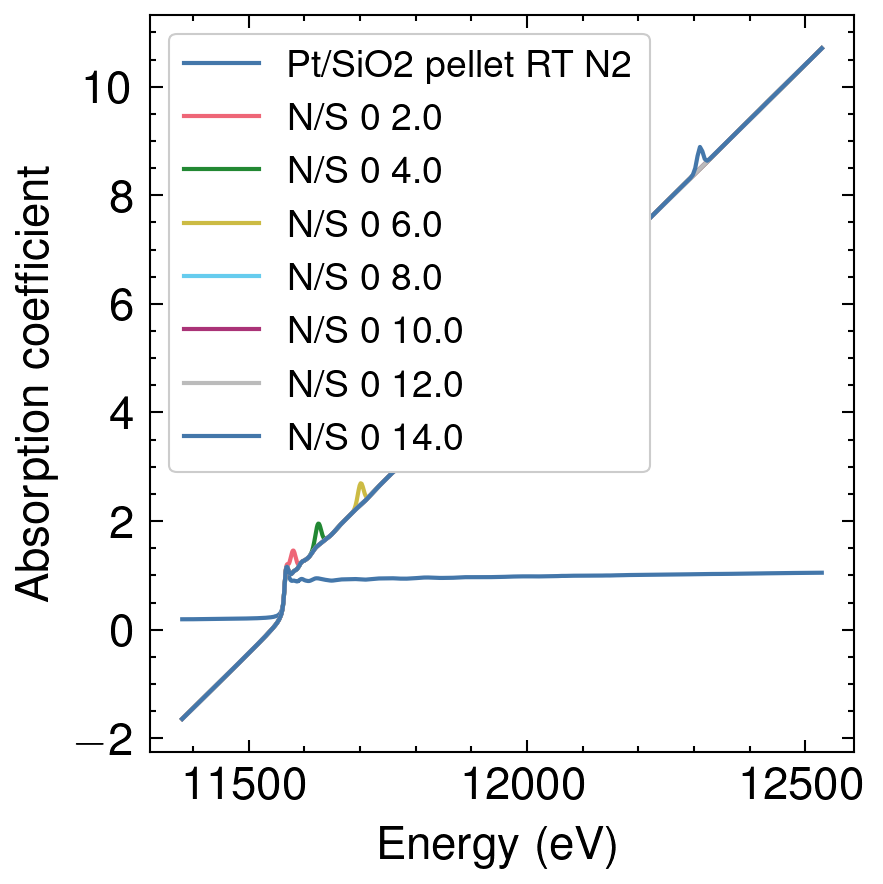 Absorption coefficient
10
8
6
4
2
0
−2
Pt/SiO2 pellet RT N2
N/S 0 2.0
N/S 0 4.0
N/S 0 6.0
N/S 0 8.0
N/S 0 10.0
N/S 0 12.0
N/S 0 14.0
11500 12000 12500
Energy (eV)